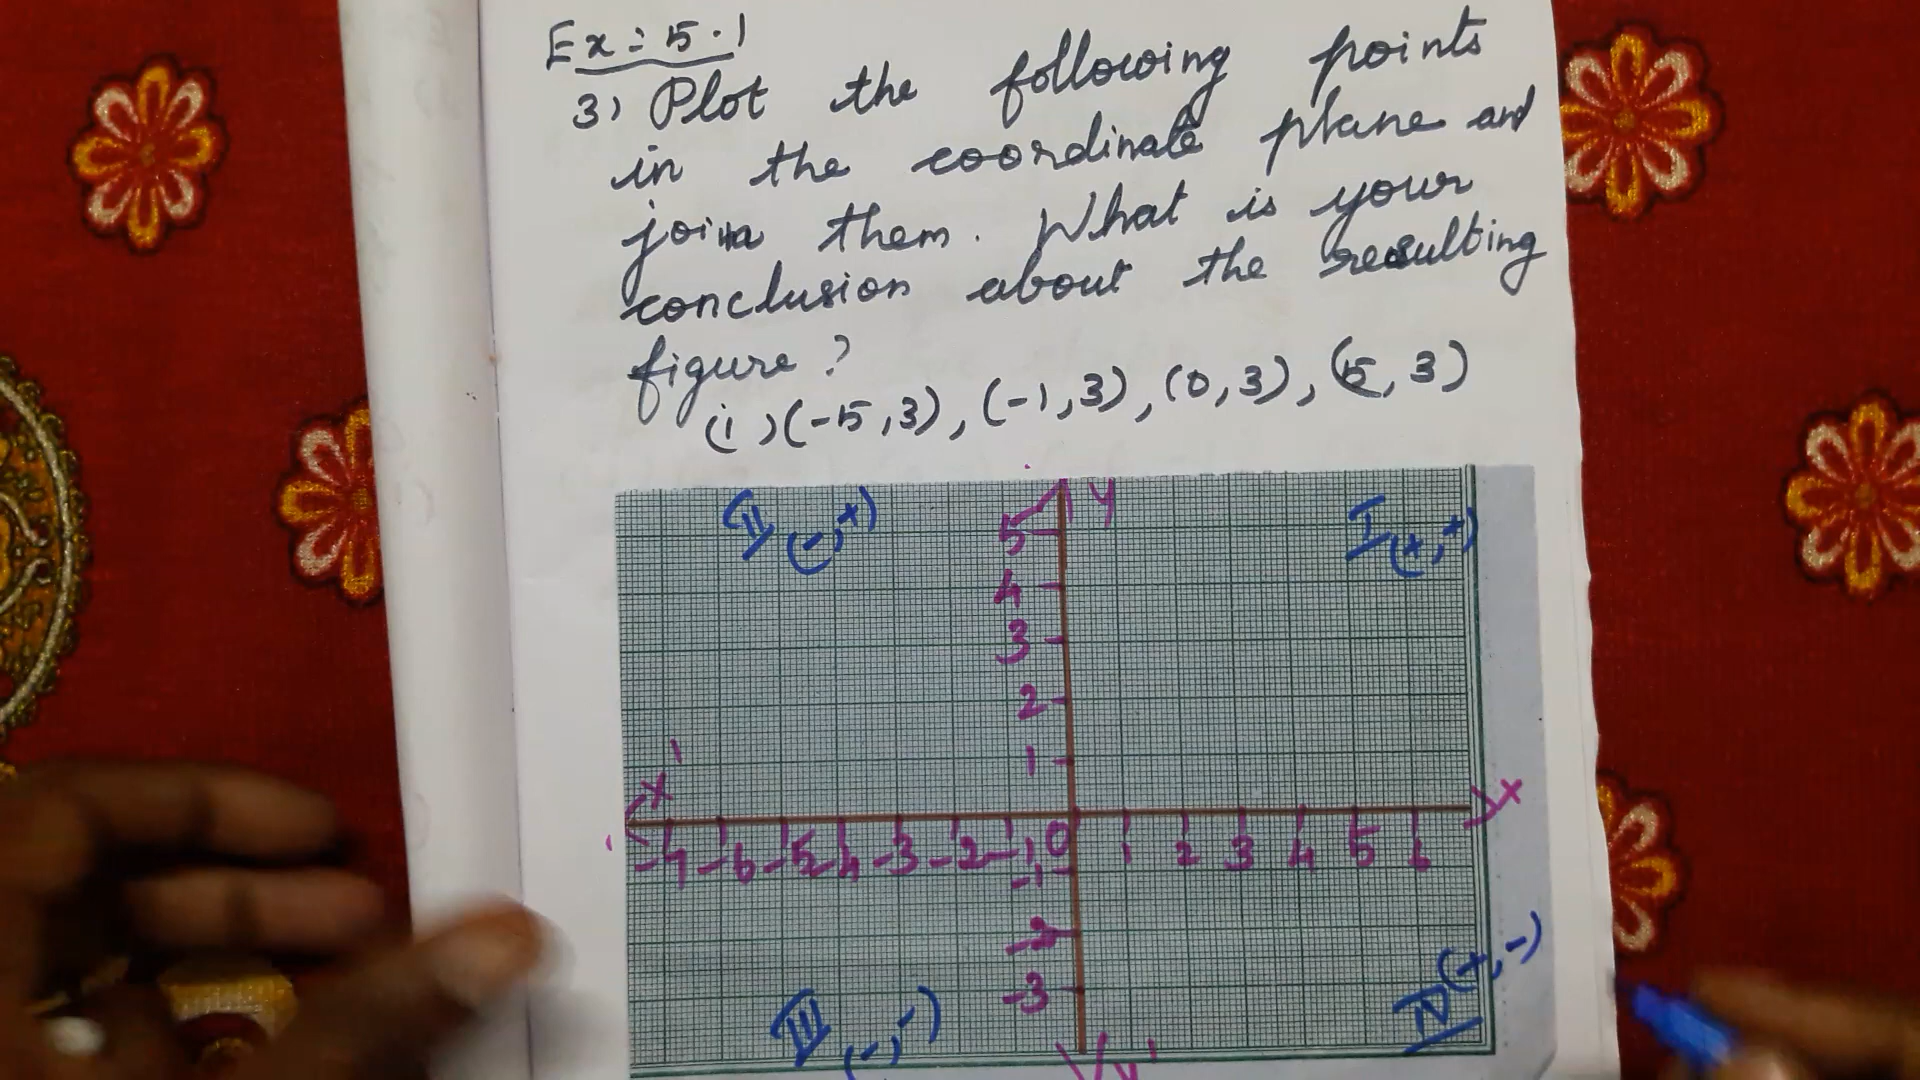 Ex: 5.1
3) Plot the following points
in the coordinate plane and
join them. What is your
conclusion about the resulting
figure?
(i) (-5,3), (-1,3), (0,3), (5,3)
II (-,+)
y
I (+,+)
5
4
3
2
1
x'
x
-7 -6 -5 -4 -3 -2 -1 0 1 2 3 4 5 6
-1
-2
-3
III (-,-)
IV (+,-)
y'